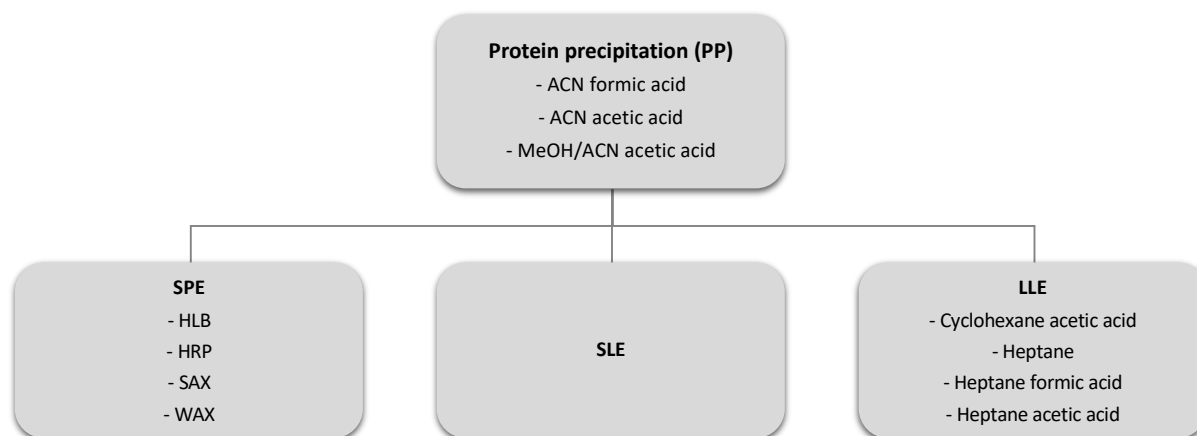 Protein precipitation (PP)
- ACN formic acid
- ACN acetic acid
- MeOH/ACN acetic acid
SPE
- HLB
- HRP
- SAX
- WAX
SLE
LLE
- Cyclohexane acetic acid
- Heptane
- Heptane formic acid
- Heptane acetic acid